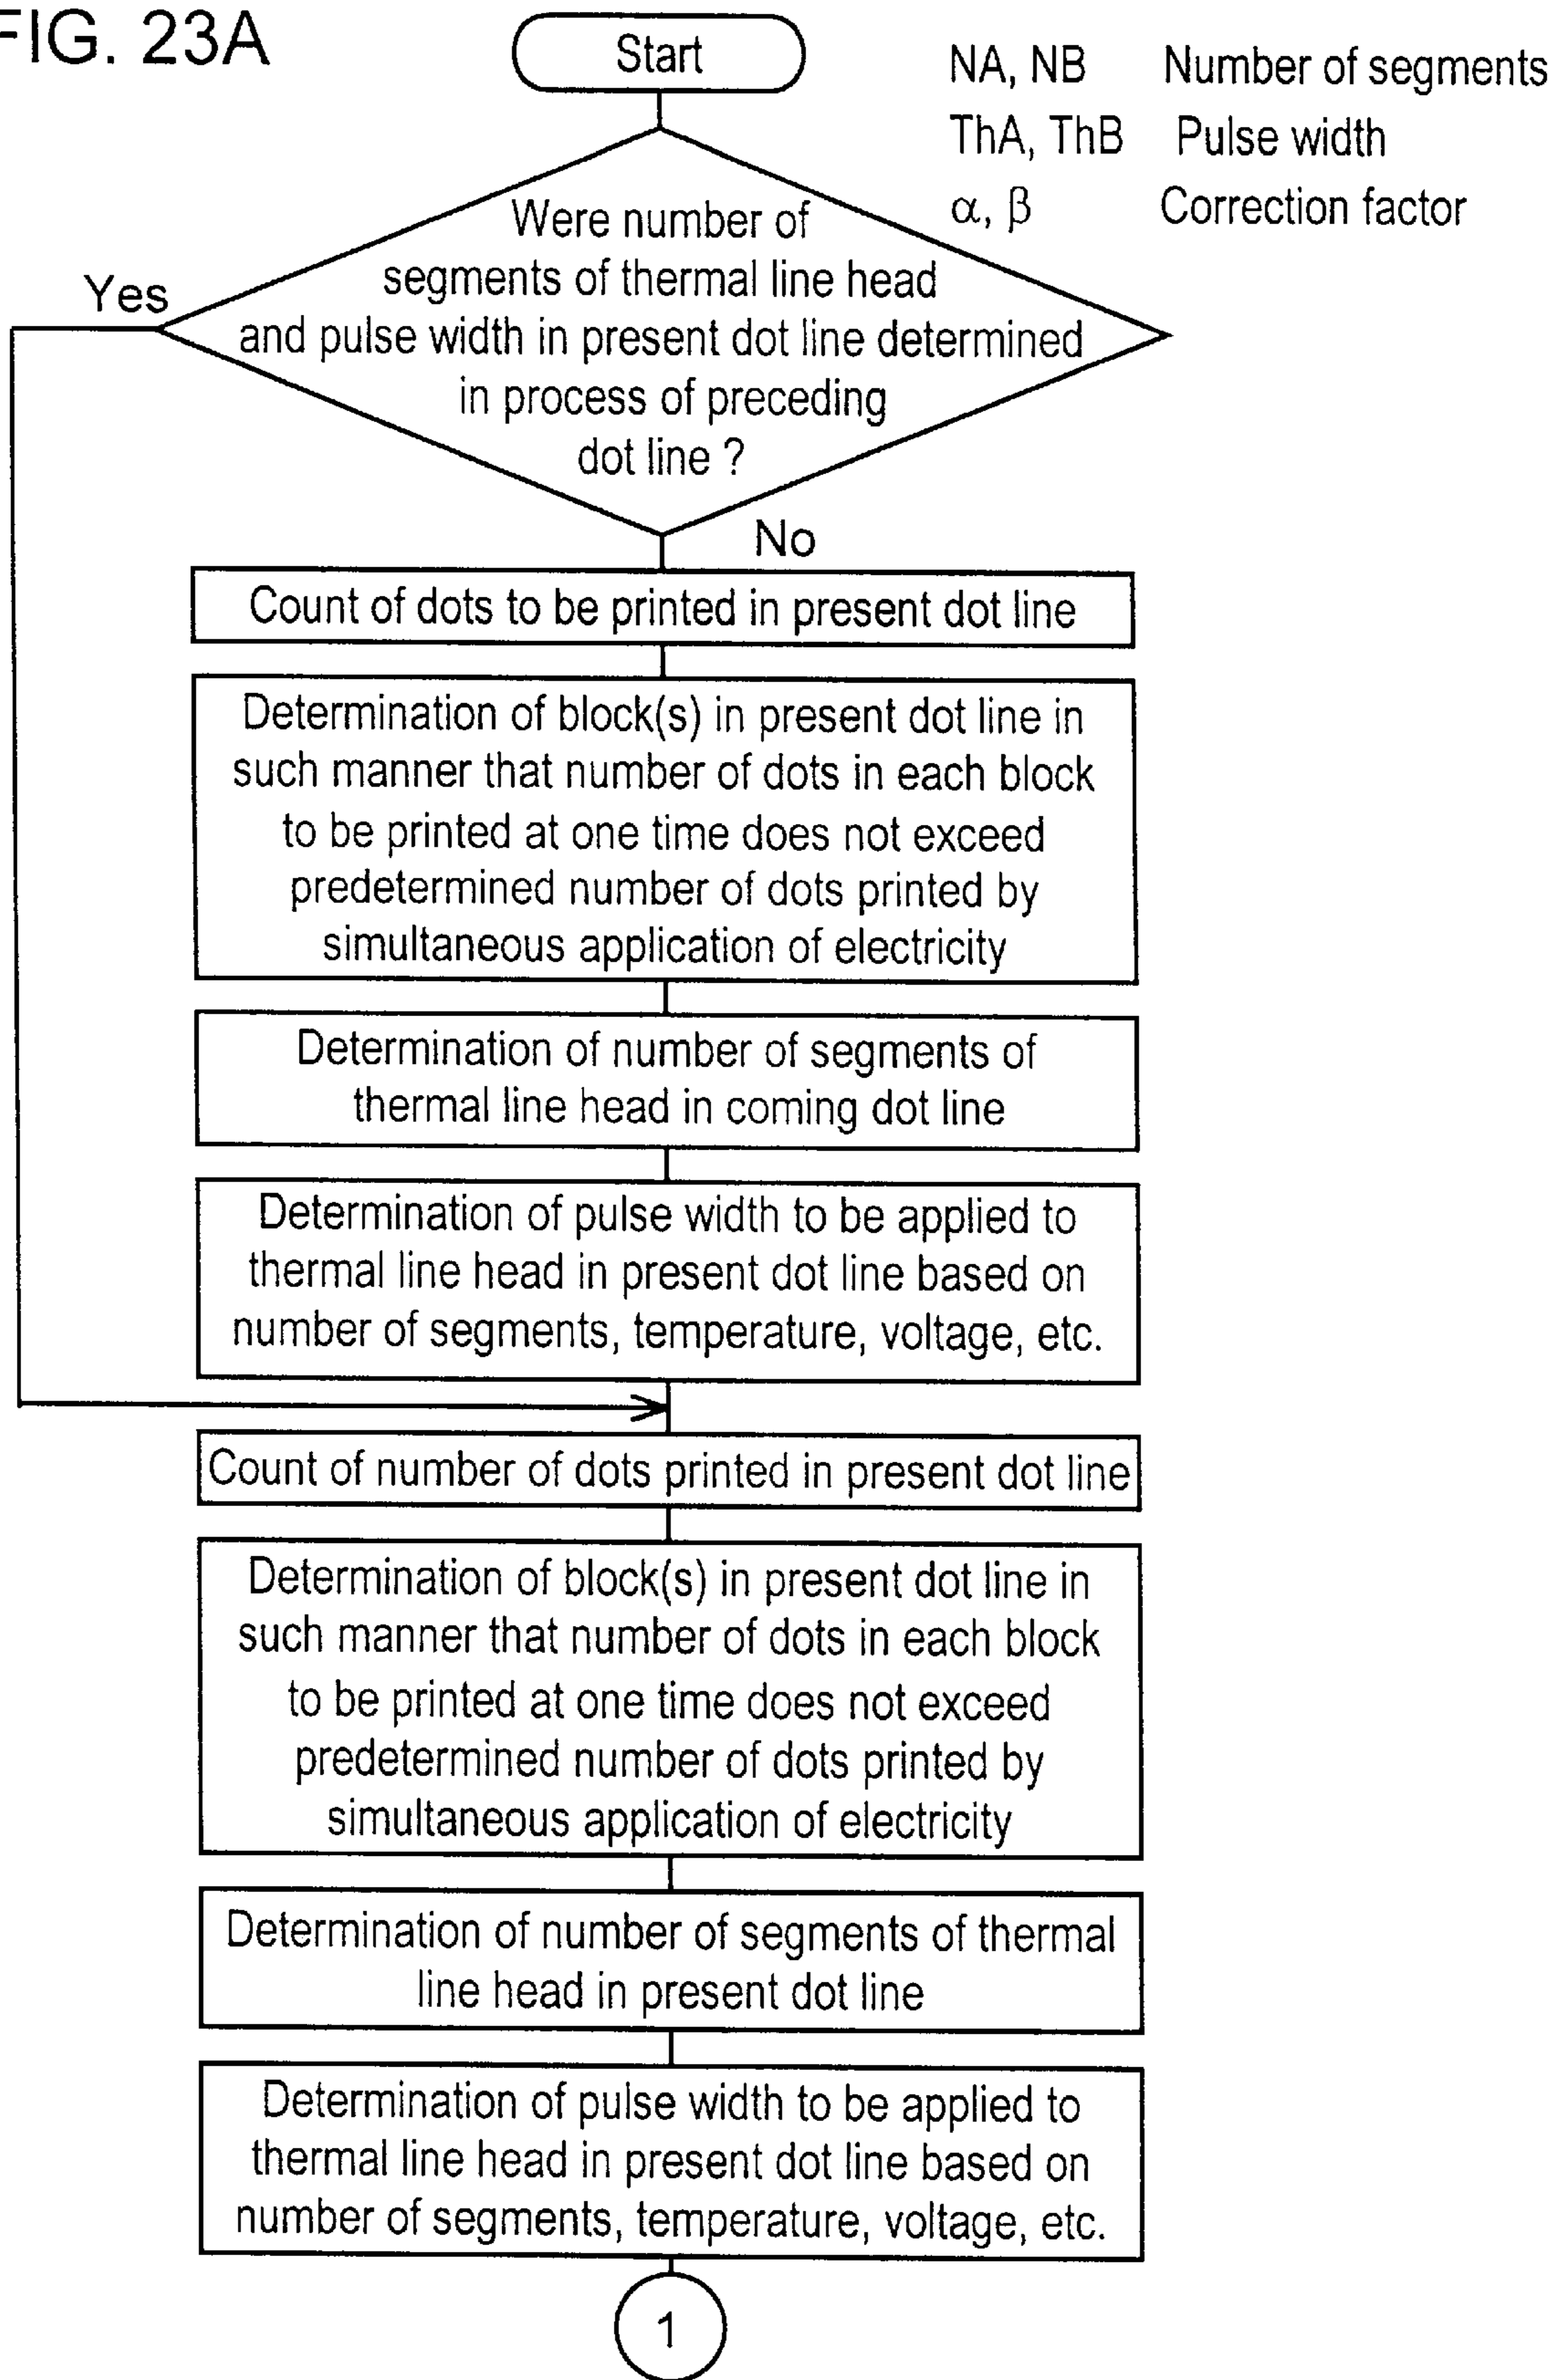 FIG. 23A
Start
NA, NB Number of segments
ThA, ThB Pulse width
α, β Correction factor
Were number of
segments of thermal line head
and pulse width in present dot line determined
in process of preceding
dot line ?
Yes
No
Count of dots to be printed in present dot line
Determination of block(s) in present dot line in
such manner that number of dots in each block
to be printed at one time does not exceed
predetermined number of dots printed by
simultaneous application of electricity
Determination of number of segments of
thermal line head in coming dot line
Determination of pulse width to be applied to
thermal line head in present dot line based on
number of segments, temperature, voltage, etc.
Count of number of dots printed in present dot line
Determination of block(s) in present dot line in
such manner that number of dots in each block
to be printed at one time does not exceed
predetermined number of dots printed by
simultaneous application of electricity
Determination of number of segments of thermal
line head in present dot line
Determination of pulse width to be applied to
thermal line head in present dot line based on
number of segments, temperature, voltage, etc.
1